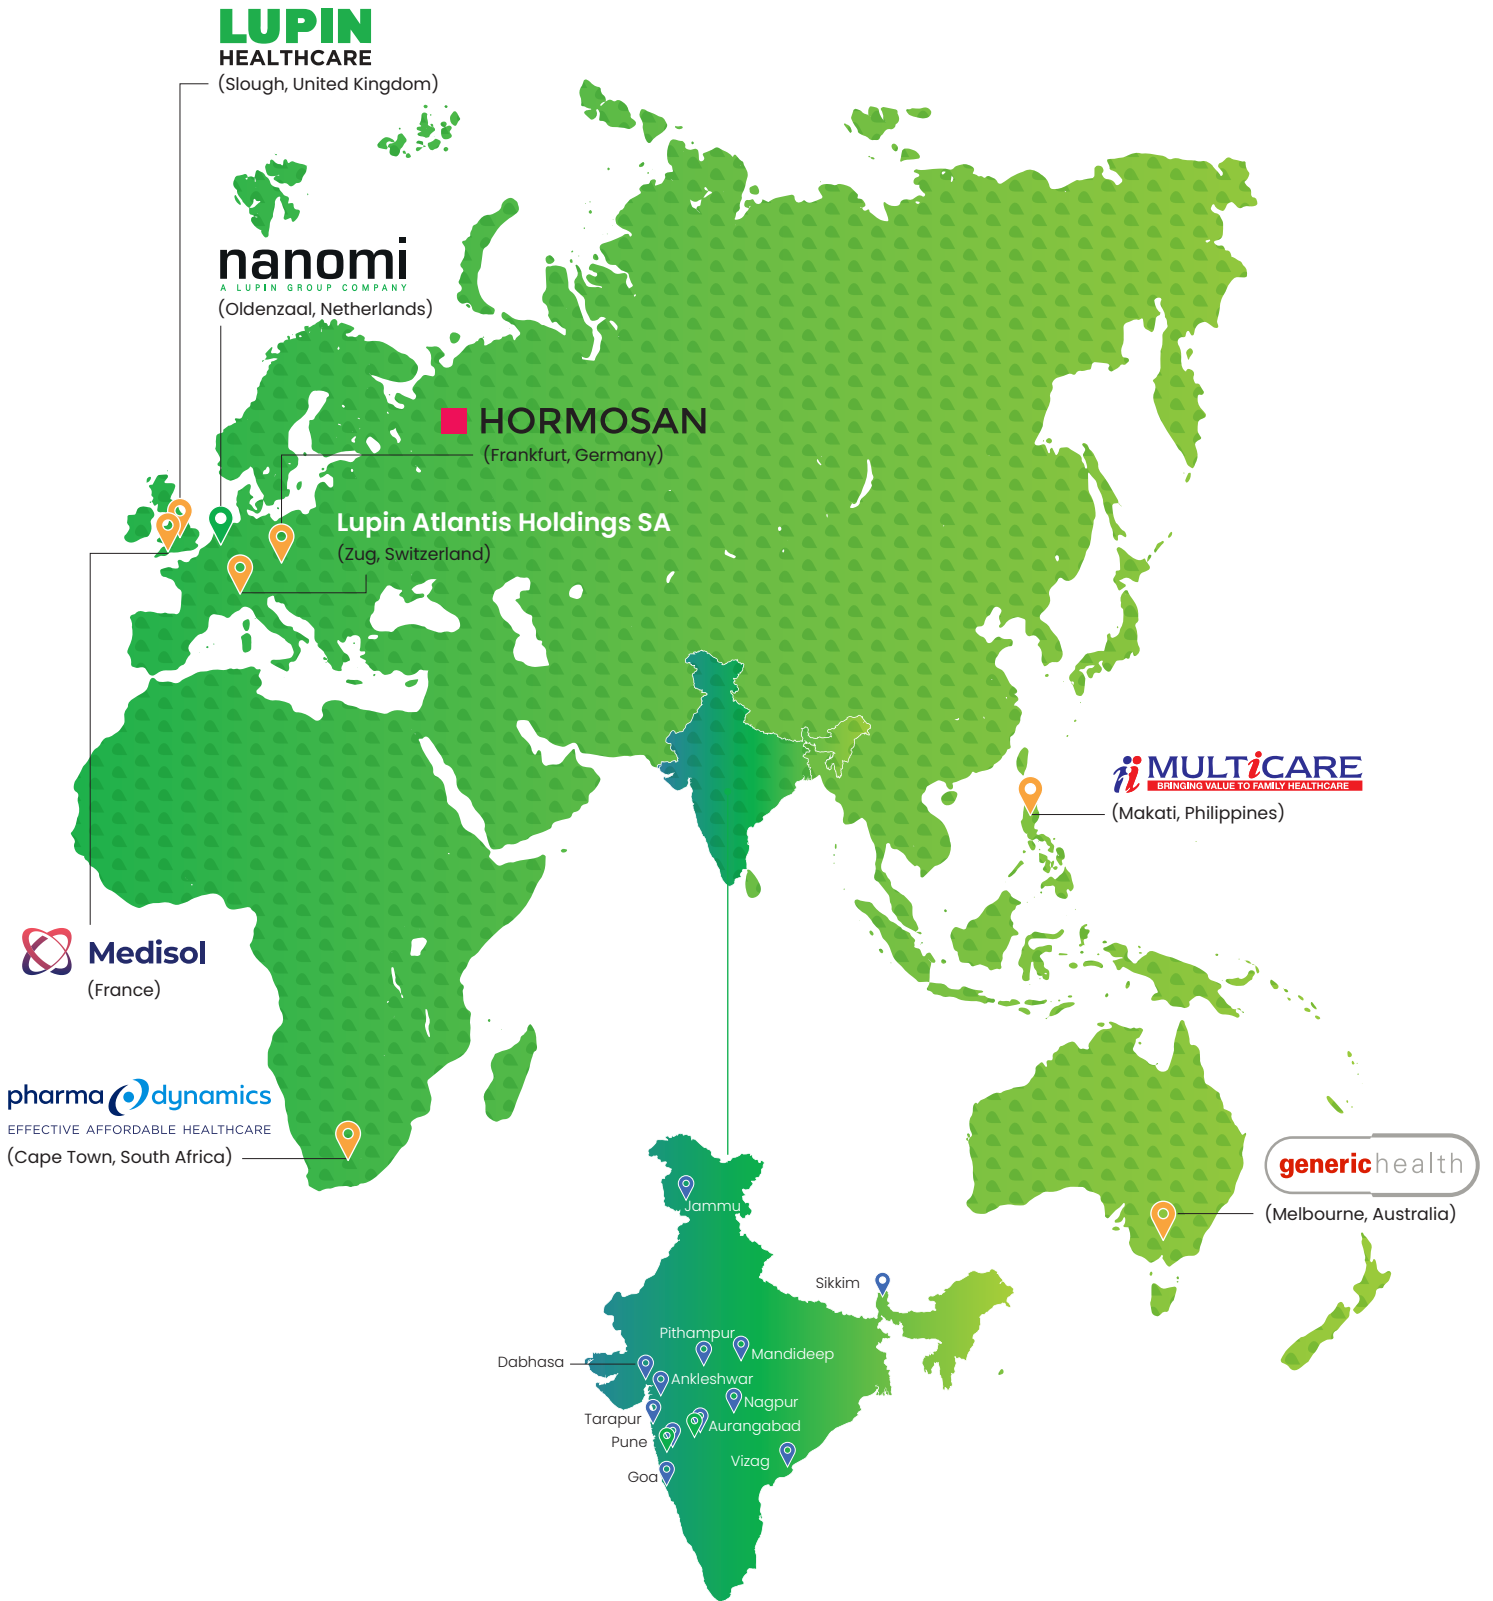 LUPIN
HEALTHCARE
(Slough, United Kingdom)
nanomi
A LUPIN GROUP COMPANY
(Oldenzaal, Netherlands)
HORMOSAN
(Frankfurt, Germany)
Lupin Atlantis Holdings SA
(Zug, Switzerland)
MULTiCARE
BRINGING VALUE TO FAMILY HEALTHCARE
(Makati, Philippines)
Medisol
(France)
pharma dynamics
EFFECTIVE AFFORDABLE HEALTHCARE
(Cape Town, South Africa)
generichealth
(Melbourne, Australia)
Jammu
Sikkim
Pithampur
Mandideep
Dabhasa
Ankleshwar
Nagpur
Tarapur
Aurangabad
Pune
Vizag
Goa